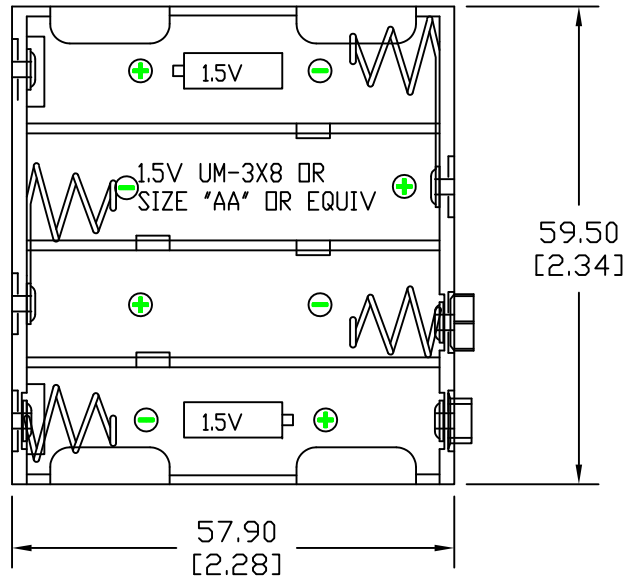 1.5V
1.5V UM-3X8 OR
SIZE "AA" OR EQUIV
59.50
[2.34]
1.5V
57.90
[2.28]